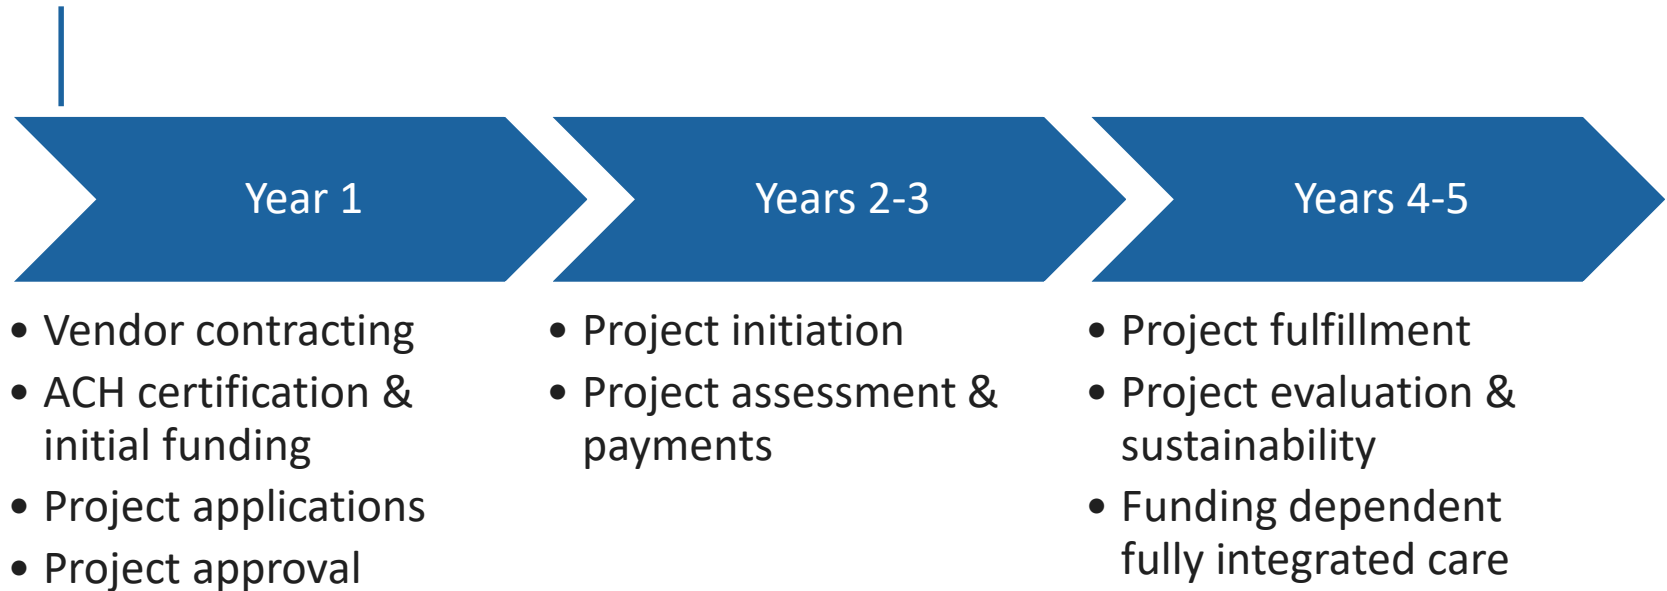 Year 1
• Vendor contracting
• ACH certification &
initial funding
• Project applications
• Project approval
Years 2-3
• Project initiation
• Project assessment &
payments
Years 4-5
• Project fulfillment
• Project evaluation &
sustainability
• Funding dependent
fully integrated care